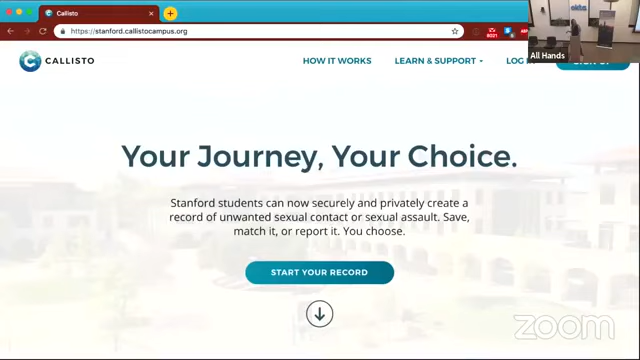 Callisto
https://stanford.callistocampus.org
All Hands
CALLISTO
HOW IT WORKS
LEARN & SUPPORT
LOG
Your Journey, Your Choice.
Stanford students can now securely and privately create a
record of unwanted sexual contact or sexual assault. Save,
match it, or report it. You choose.
START YOUR RECORD
zoom